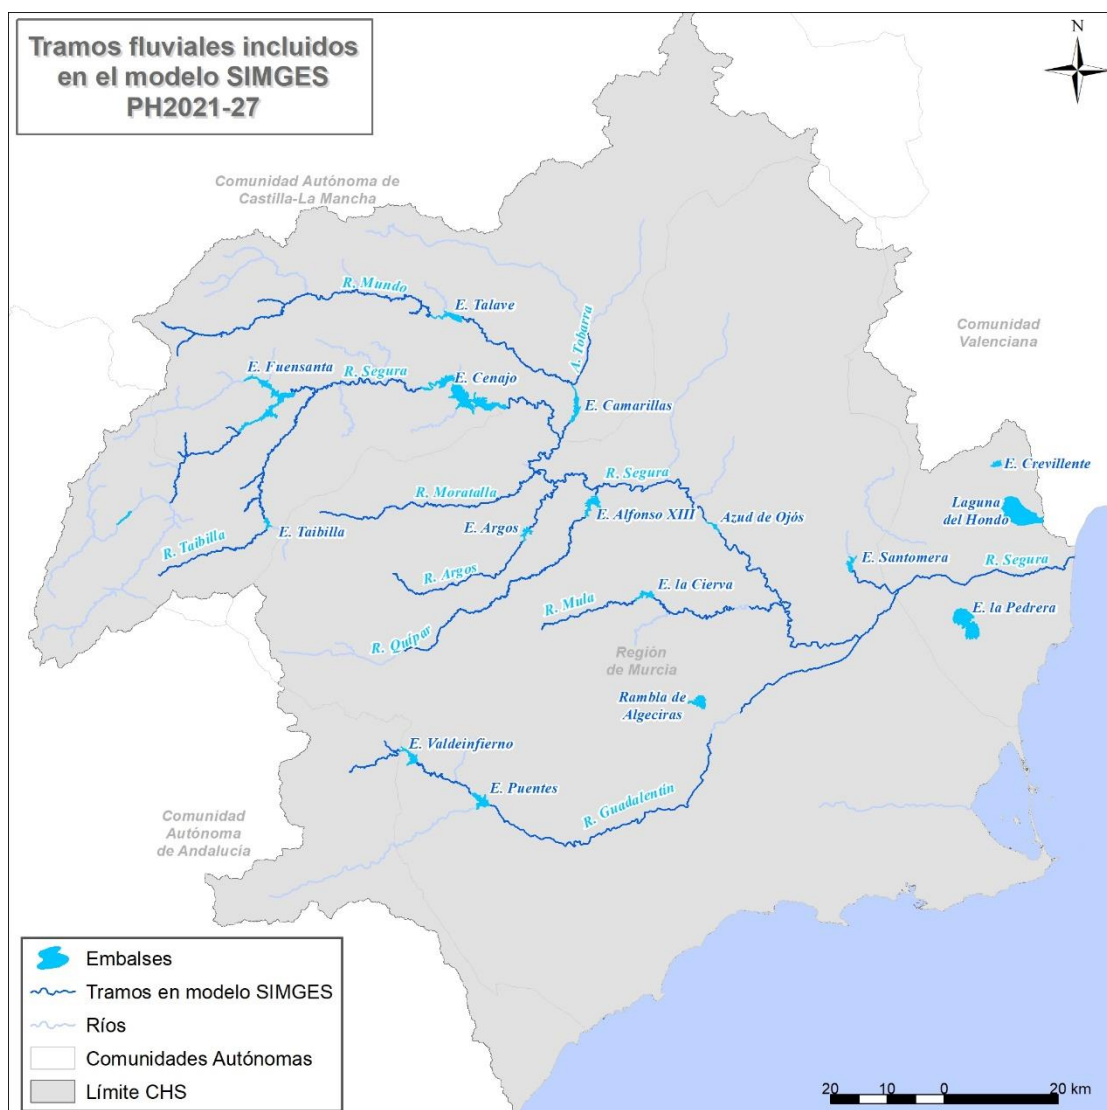 Tramos fluviales incluidos
en el modelo SIMGES
PH2021-27
N
Comunidad Autónoma de
Castilla-La Mancha
R. Mundo
E. Talave
A. Tobarra
Comunidad
Valenciana
E. Fuensanta
R. Segura
E. Cenajo
E. Camarillas
R. Segura
E. Crevillente
R. Moratalla
Laguna
del Hondo
E. Alfonso XIII
Azud de Ojós
E. Argos
E. Taibilla
R. Taibilla
E. Santomera
R. Segura
R. Argos
E. la Cierva
R. Mula
E. la Pedrera
R. Quípar
Región
de Murcia
Rambla de
Algeciras
E. Valdeinfierno
E. Puentes
R. Guadalentín
Comunidad
Autónoma
de Andalucia
Embalses
Tramos en modelo SIMGES
Ríos
Comunidades Autónomas
Límite CHS
20 10 0 20 km